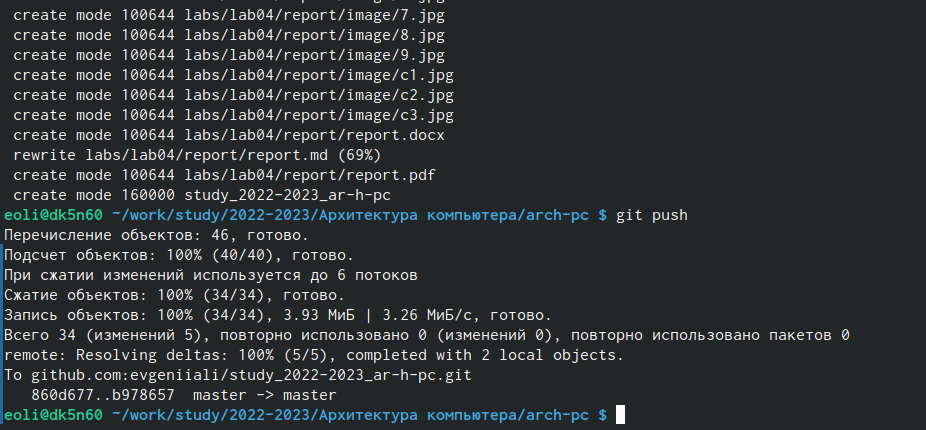 create mode 100644 labs/lab04/report/image/7.jpg
create mode 100644 labs/lab04/report/image/8.jpg
create mode 100644 labs/lab04/report/image/9.jpg
create mode 100644 labs/lab04/report/image/c1.jpg
create mode 100644 labs/lab04/report/image/c2.jpg
create mode 100644 labs/lab04/report/image/c3.jpg
create mode 100644 labs/lab04/report/report.docx
rewrite labs/lab04/report/report.md (69%)
create mode 100644 labs/lab04/report/report.pdf
create mode 160000 study_2022-2023_ar-h-pc
eoli@dk5n60 ~/work/study/2022-2023/Архитектура компьютера/arch-pc $ git push
Перечисление объектов: 46, готово.
Подсчет объектов: 100% (40/40), готово.
При сжатии изменений используется до 6 потоков
Сжатие объектов: 100% (34/34), готово.
Запись объектов: 100% (34/34), 3.93 МиБ | 3.26 МиБ/с, готово.
Всего 34 (изменений 5), повторно использовано 0 (изменений 0), повторно использовано пакетов 0
remote: Resolving deltas: 100% (5/5), completed with 2 local objects.
To github.com:evgeniiali/study_2022-2023_ar-h-pc.git
860d677..b978657 master -> master
eoli@dk5n60 ~/work/study/2022-2023/Архитектура компьютера/arch-pc $